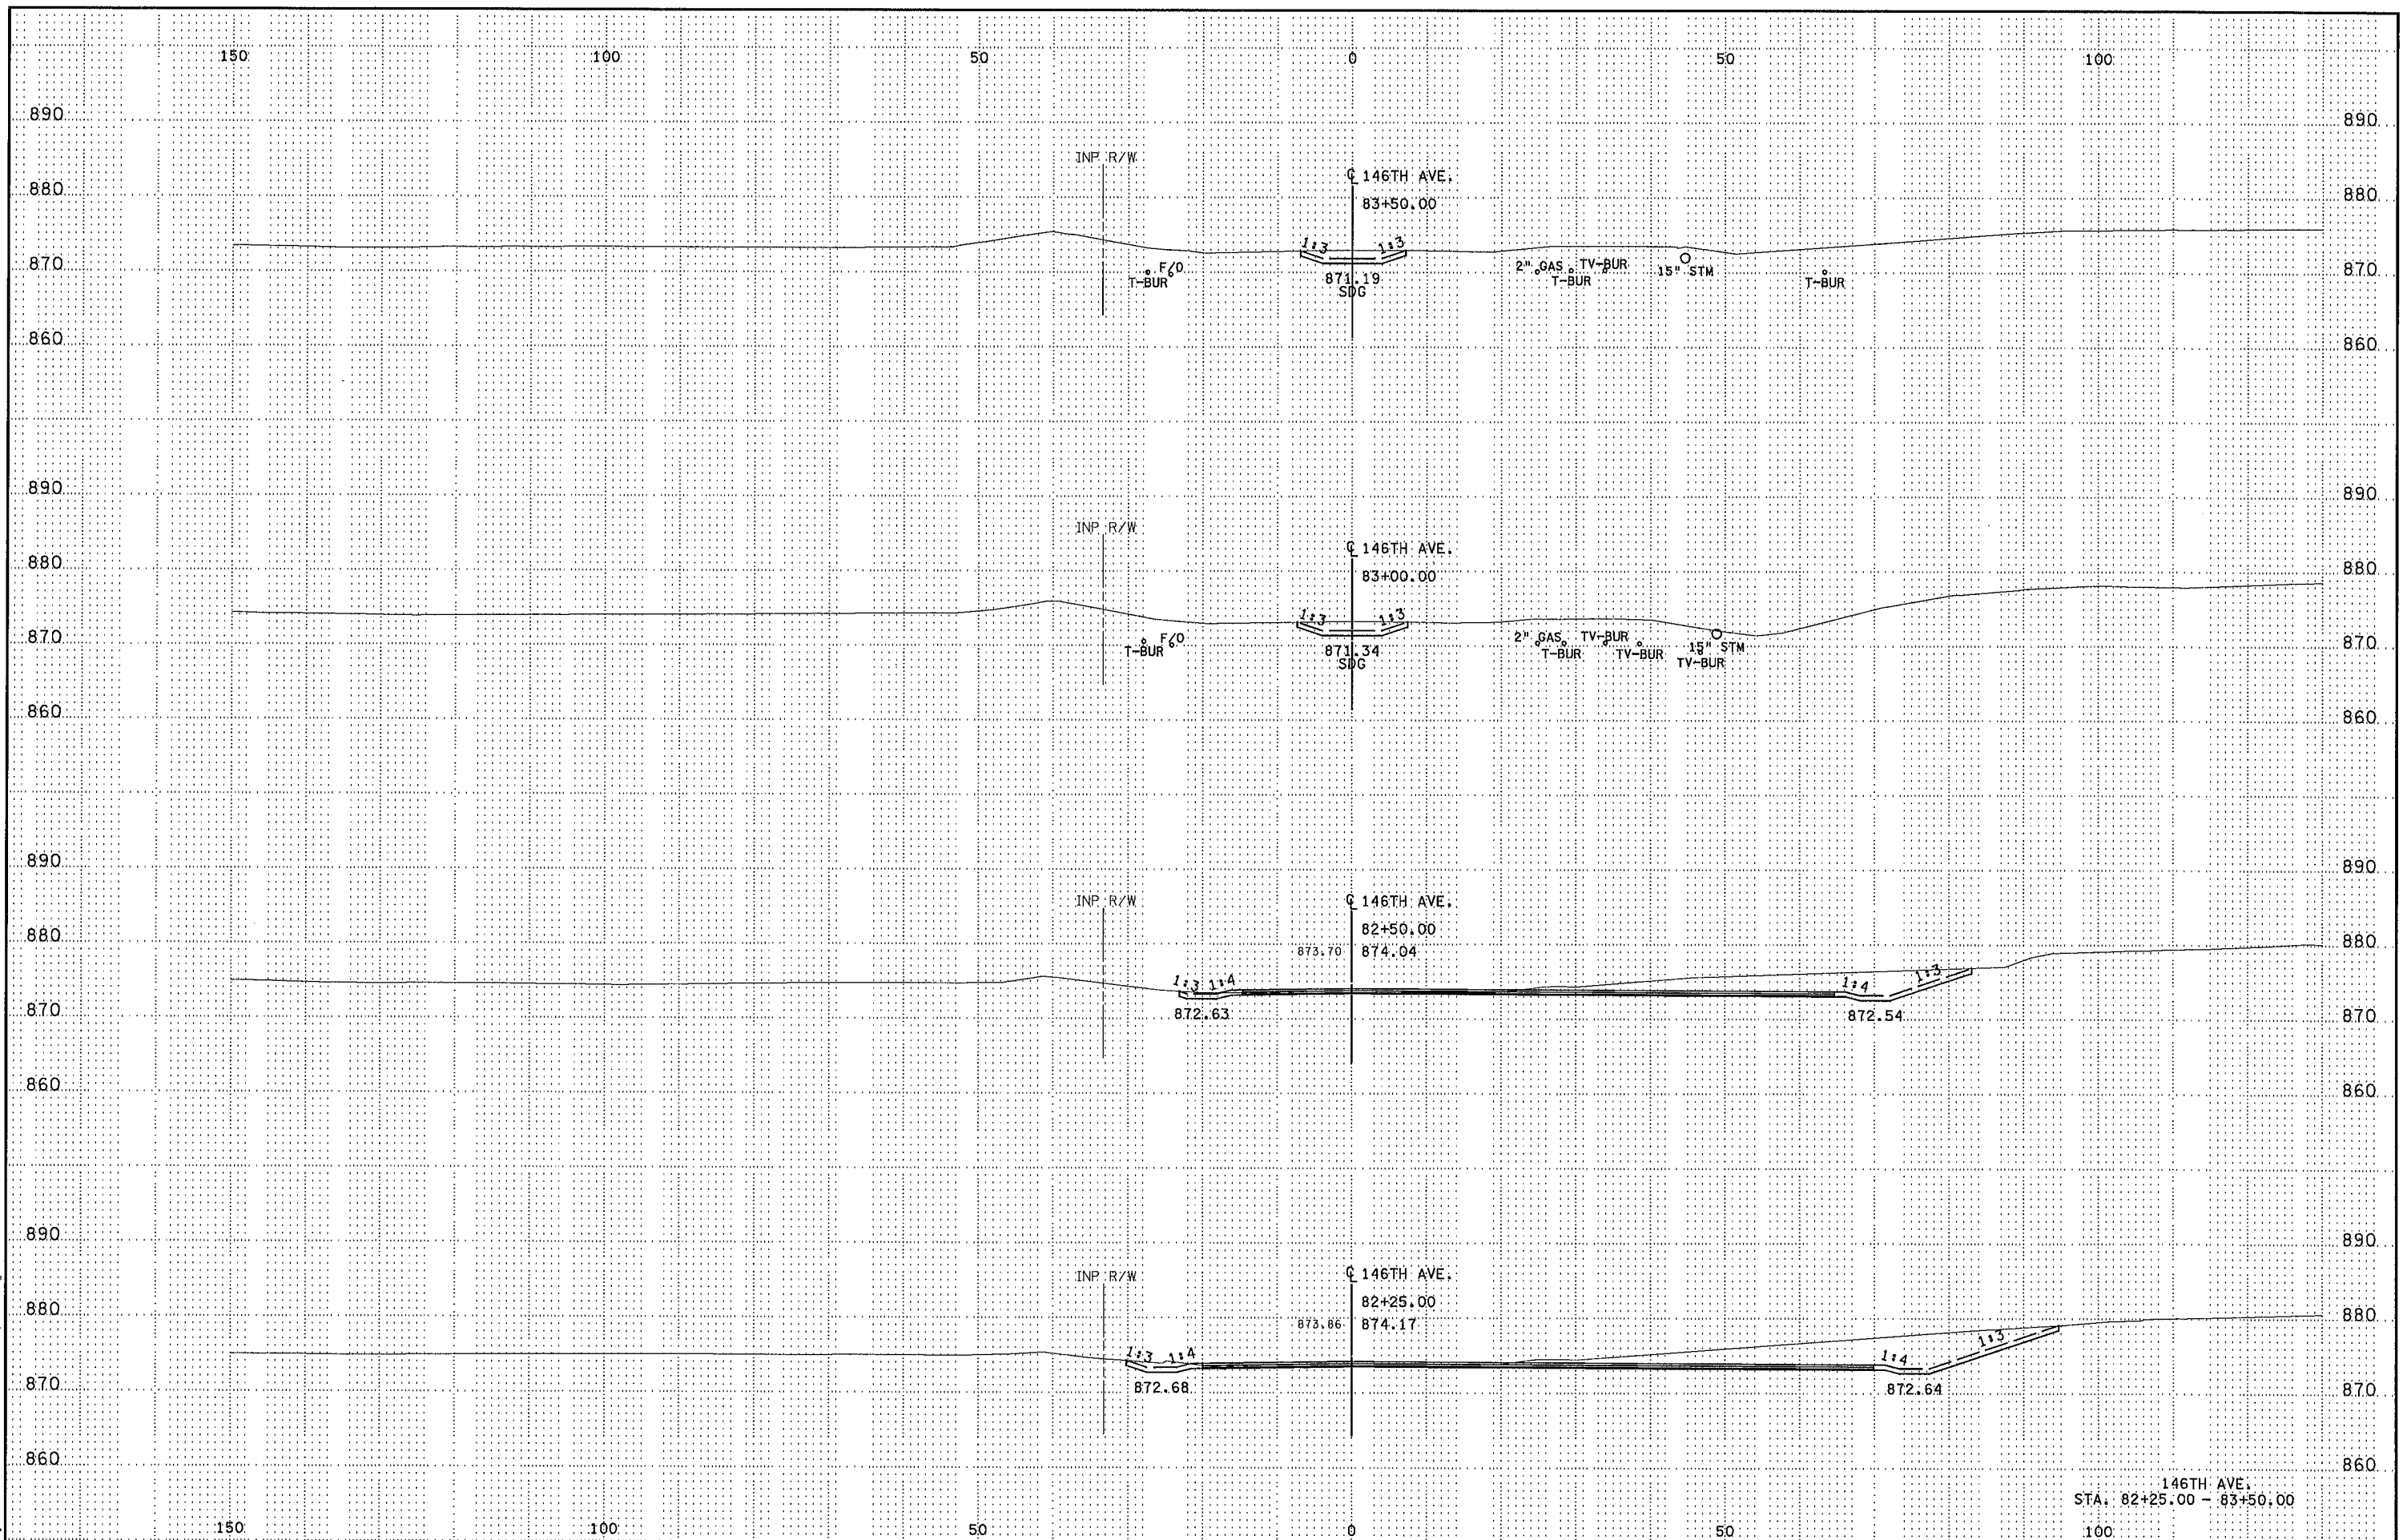 150 100 50 0 50 100
890 890
INP R/W
℄ 146TH AVE.
880 880
83+50.00
1:3 1:3
870 870
F/O 2" GAS TV-BUR
T-BUR 871.19 T-BUR 15" STM T-BUR
SDG
860 860
890 890
INP R/W
℄ 146TH AVE.
880 880
83+00.00
1:3 1:3
870 870
F/O 2" GAS TV-BUR
T-BUR 871.34 T-BUR TV-BUR 15" STM
SDG TV-BUR
860 860
890 890
INP R/W ℄ 146TH AVE.
82+50.00
880 880
873.70 874.04
1:3 1:4 1:4 1:3
870 870
872.63 872.54
860 860
890 890
INP R/W ℄ 146TH AVE.
82+25.00
880 880
873.86 874.17
1:3 1:4 1:4 1:3
870 870
872.68 872.64
860 860
146TH AVE.
STA. 82+25.00 - 83+50.00
150 100 50 0 50 100